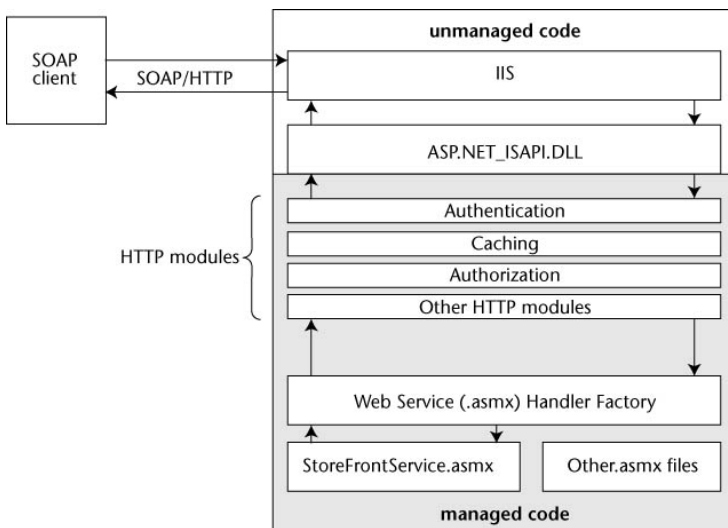 unmanaged code
SOAP
client
IIS
SOAP/HTTP
ASP.NET_ISAPI.DLL
HTTP modules
Authentication
Caching
Authorization
Other HTTP modules
Web Service (.asmx) Handler Factory
StoreFrontService.asmx
Other.asmx files
managed code